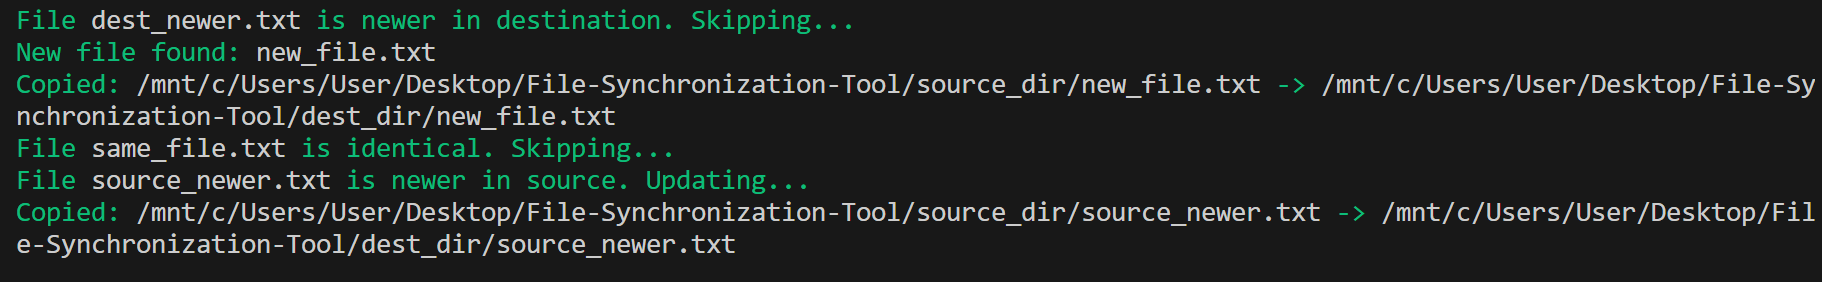 File dest_newer.txt is newer in destination. Skipping...
New file found: new_file.txt
Copied: /mnt/c/Users/User/Desktop/File-Synchronization-Tool/source_dir/new_file.txt -> /mnt/c/Users/User/Desktop/File-Sy
nchronization-Tool/dest_dir/new_file.txt
File same_file.txt is identical. Skipping...
File source_newer.txt is newer in source. Updating...
Copied: /mnt/c/Users/User/Desktop/File-Synchronization-Tool/source_dir/source_newer.txt -> /mnt/c/Users/User/Desktop/Fil
e-Synchronization-Tool/dest_dir/source_newer.txt